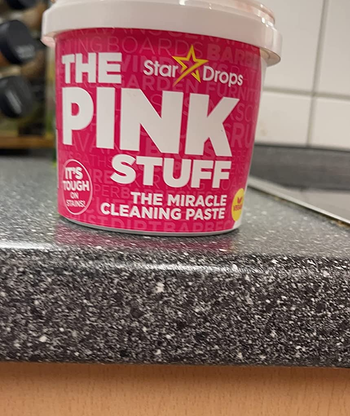 THE
Star Drops
PINK
STUFF
IT'S
TOUGH
ON
STAINS!
THE MIRACLE
CLEANING PASTE